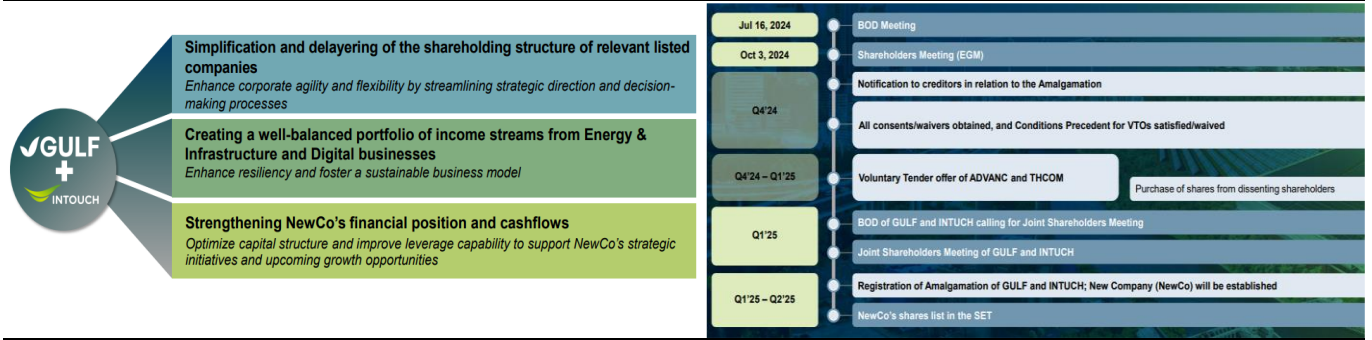 Simplification and delayering of the shareholding structure of relevant listed
companies
Enhance corporate agility and flexibility by streamlining strategic direction and decision-
making processes
GULF
+
INTOUCH
Creating a well-balanced portfolio of income streams from Energy &
Infrastructure and Digital businesses
Enhance resiliency and foster a sustainable business model
Strengthening NewCo's financial position and cashflows
Optimize capital structure and improve leverage capability to support NewCo's strategic
initiatives and upcoming growth opportunities
Jul 16, 2024
BOD Meeting
Oct 3, 2024
Shareholders Meeting (EGM)
Q4'24
Notification to creditors in relation to the Amalgamation
All consents/waivers obtained, and Conditions Precedent for VTOs satisfied/waived
Q4'24 – Q1'25
Voluntary Tender offer of ADVANC and THCOM
Purchase of shares from dissenting shareholders
Q1'25
BOD of GULF and INTUCH calling for Joint Shareholders Meeting
Joint Shareholders Meeting of GULF and INTUCH
Q1'25 – Q2'25
Registration of Amalgamation of GULF and INTUCH; New Company (NewCo) will be established
NewCo's shares list in the SET